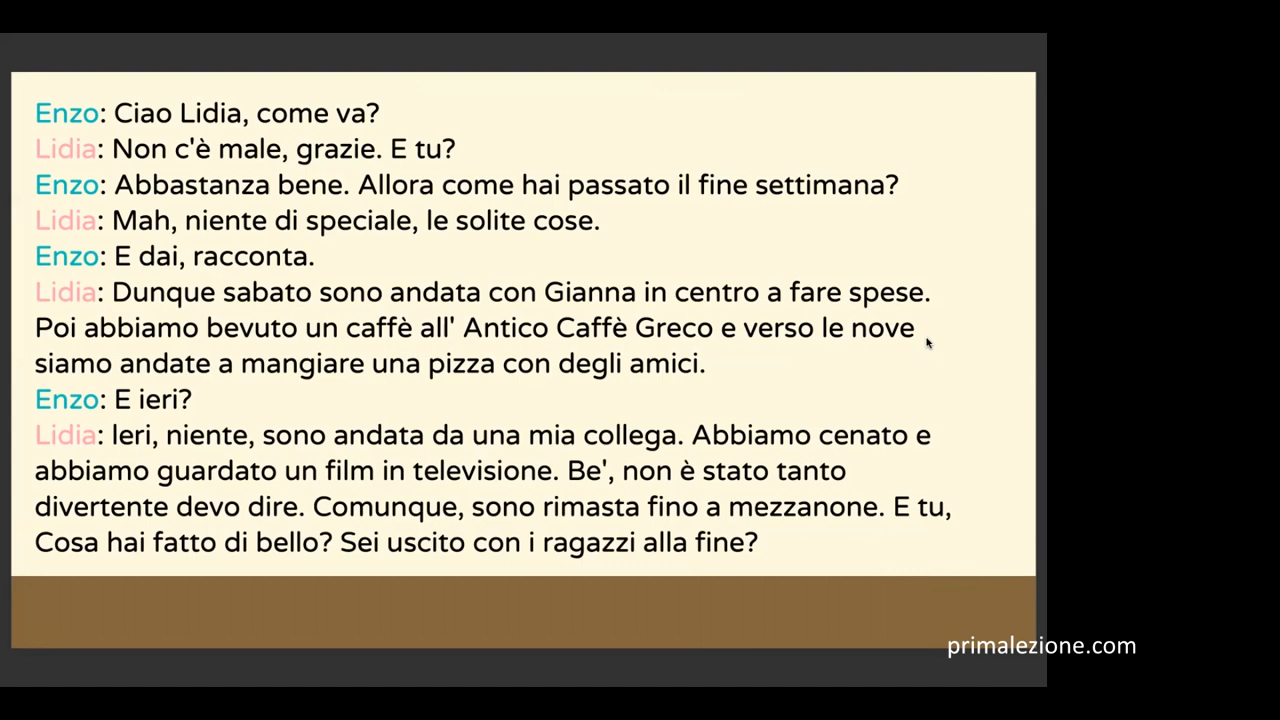 Enzo: Ciao Lidia, come va?
Lidia: Non c'è male, grazie. E tu?
Enzo: Abbastanza bene. Allora come hai passato il fine settimana?
Lidia: Mah, niente di speciale, le solite cose.
Enzo: E dai, racconta.
Lidia: Dunque sabato sono andata con Gianna in centro a fare spese.
Poi abbiamo bevuto un caffè all' Antico Caffè Greco e verso le nove
siamo andate a mangiare una pizza con degli amici.
Enzo: E ieri?
Lidia: Ieri, niente, sono andata da una mia collega. Abbiamo cenato e
abbiamo guardato un film in televisione. Be', non è stato tanto
divertente devo dire. Comunque, sono rimasta fino a mezzanone. E tu,
Cosa hai fatto di bello? Sei uscito con i ragazzi alla fine?
primalezione.com